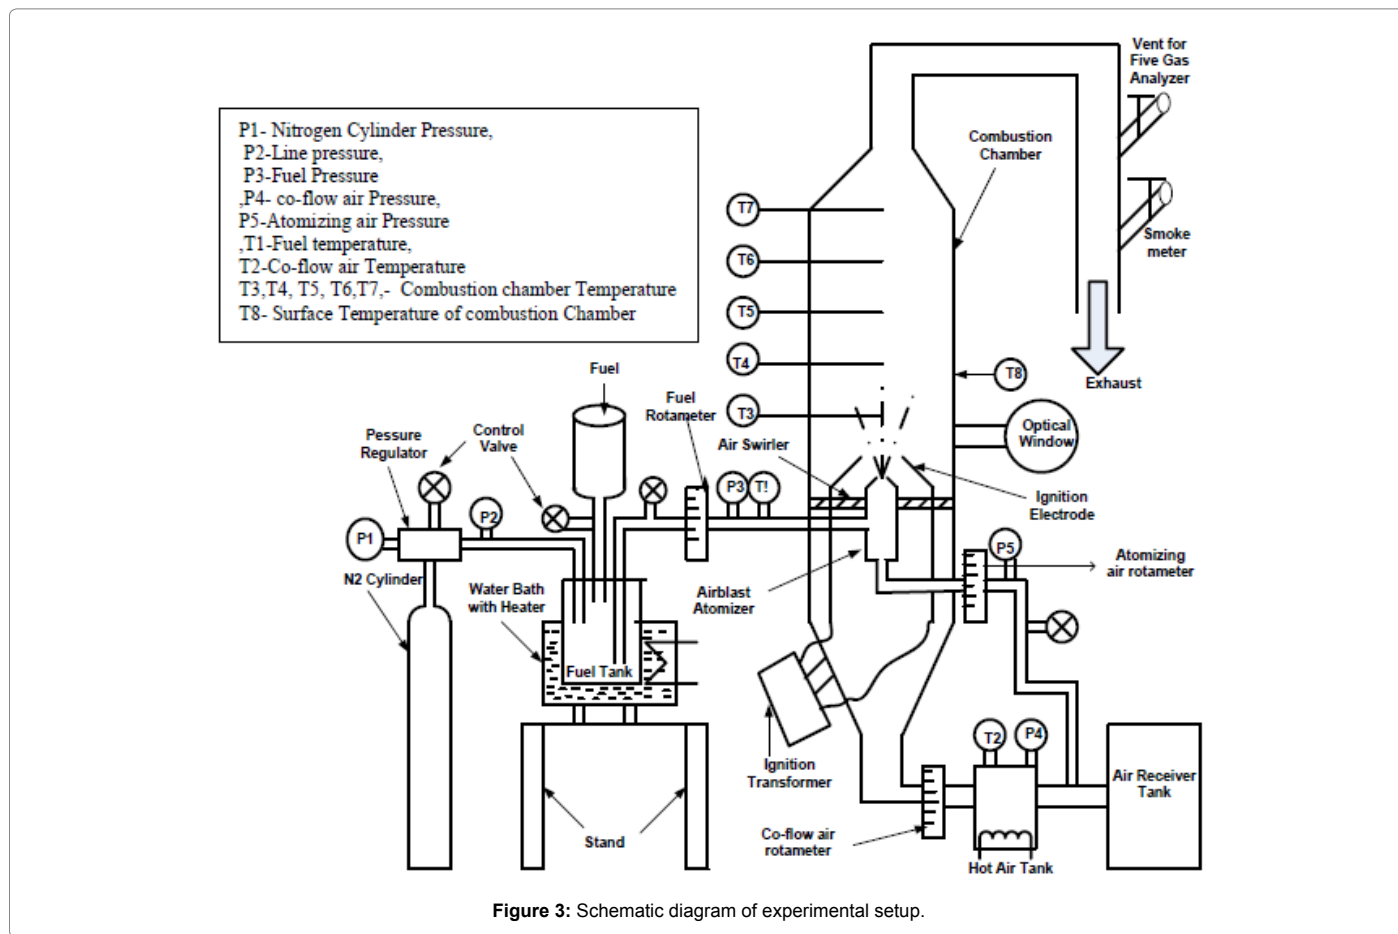 P1- Nitrogen Cylinder Pressure,
P2-Line pressure,
P3-Fuel Pressure
,P4- co-flow air Pressure,
P5-Atomizing air Pressure
,T1-Fuel temperature,
T2-Co-flow air Temperature
T3,T4, T5, T6,T7,- Combustion chamber Temperature
T8- Surface Temperature of combustion Chamber
Vent for
Five Gas
Analyzer
Combustion
Chamber
Smoke
meter
Exhaust
T7
T6
T5
T4
T3
T8
Optical
Window
Fuel
Fuel
Rotameter
Air Swirler
Control
Valve
Pessure
Regulator
Ignition
Electrode
P1
P2
P3
T!
P5
N2 Cylinder
Water Bath
with Heater
Fuel Tank
Airblast
Atomizer
Atomizing
air rotameter
Ignition
Transformer
T2
P4
Air Receiver
Tank
Stand
Co-flow air
rotameter
Hot Air Tank
Figure 3: Schematic diagram of experimental setup.